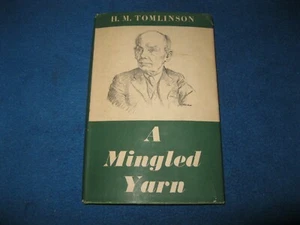 H. M. TOMLINSON
A
Mingled
Yarn